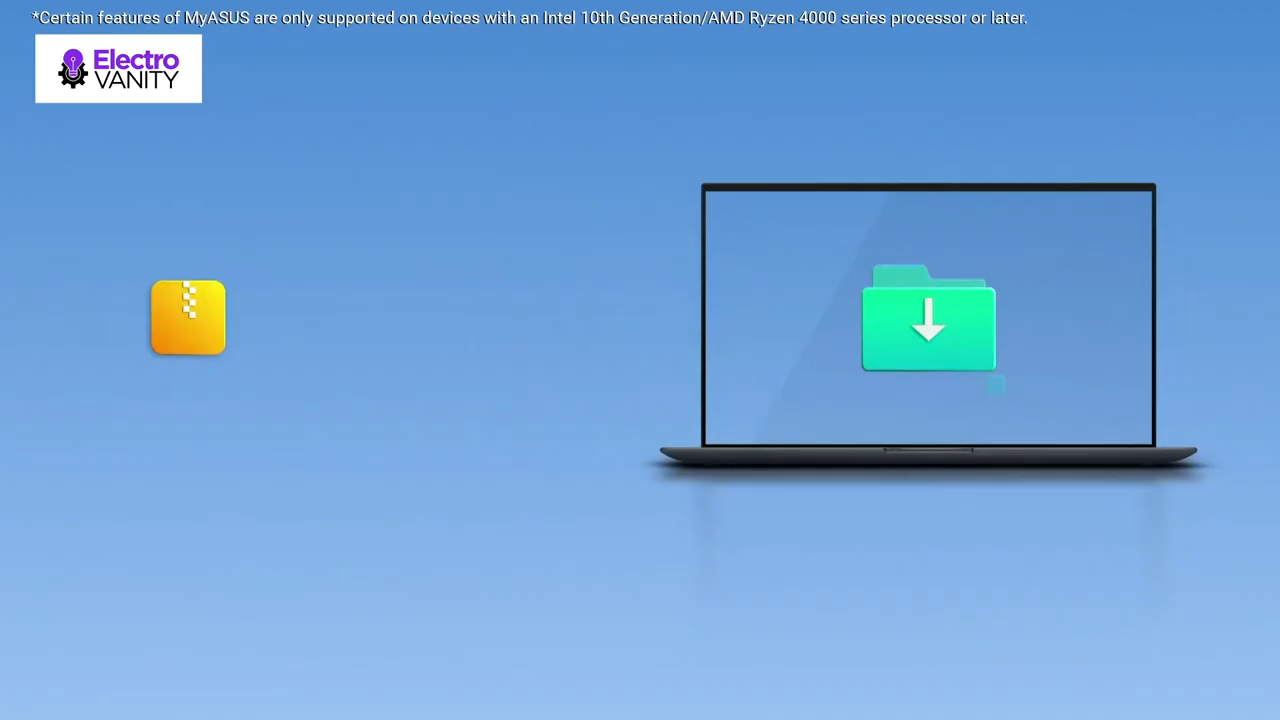 *Certain features of MyASUS are only supported on devices with an Intel 10th Generation/AMD Ryzen 4000 series processor or later.
Electro
VANITY